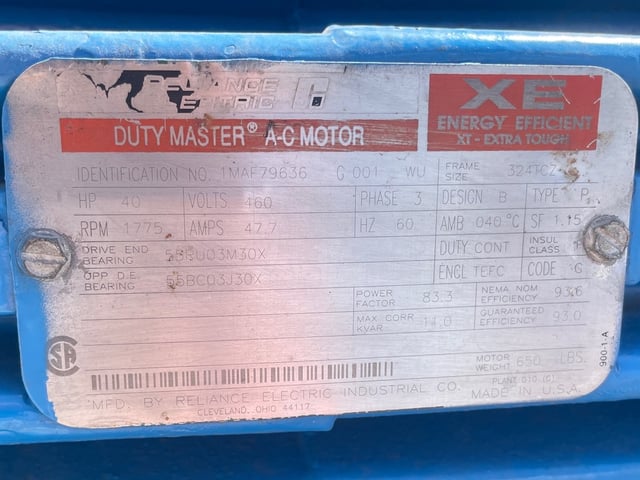 RELIANCE
ELECTRIC
XE
ENERGY EFFICIENT
XT-EXTRA TOUGH
DUTY MASTER® A-C MOTOR
IDENTIFICATION NO. 1MAF79636 G 001 WU FRAME SIZE 324TCZ
HP 40 VOLTS 460 PHASE 3 DESIGN B TYPE P
RPM 1775 AMPS 47.7 HZ 60 AMB 040°C SF 1.15
DRIVE END BEARING DUTY CONT INSUL CLASS
OPP D.E. BEARING 55BC03J30X ENCL TEFC CODE G
POWER FACTOR 83.3 NEMA NOM EFFICIENCY 93.6
MAX CORR KVAR 11.0 GUARANTEED EFFICIENCY 93.0
900-1-A
MOTOR WEIGHT 650 LBS.
PLANT 010 (G)
MFD. BY RELIANCE ELECTRIC INDUSTRIAL CO. MADE IN U.S.A.
CLEVELAND, OHIO 44117